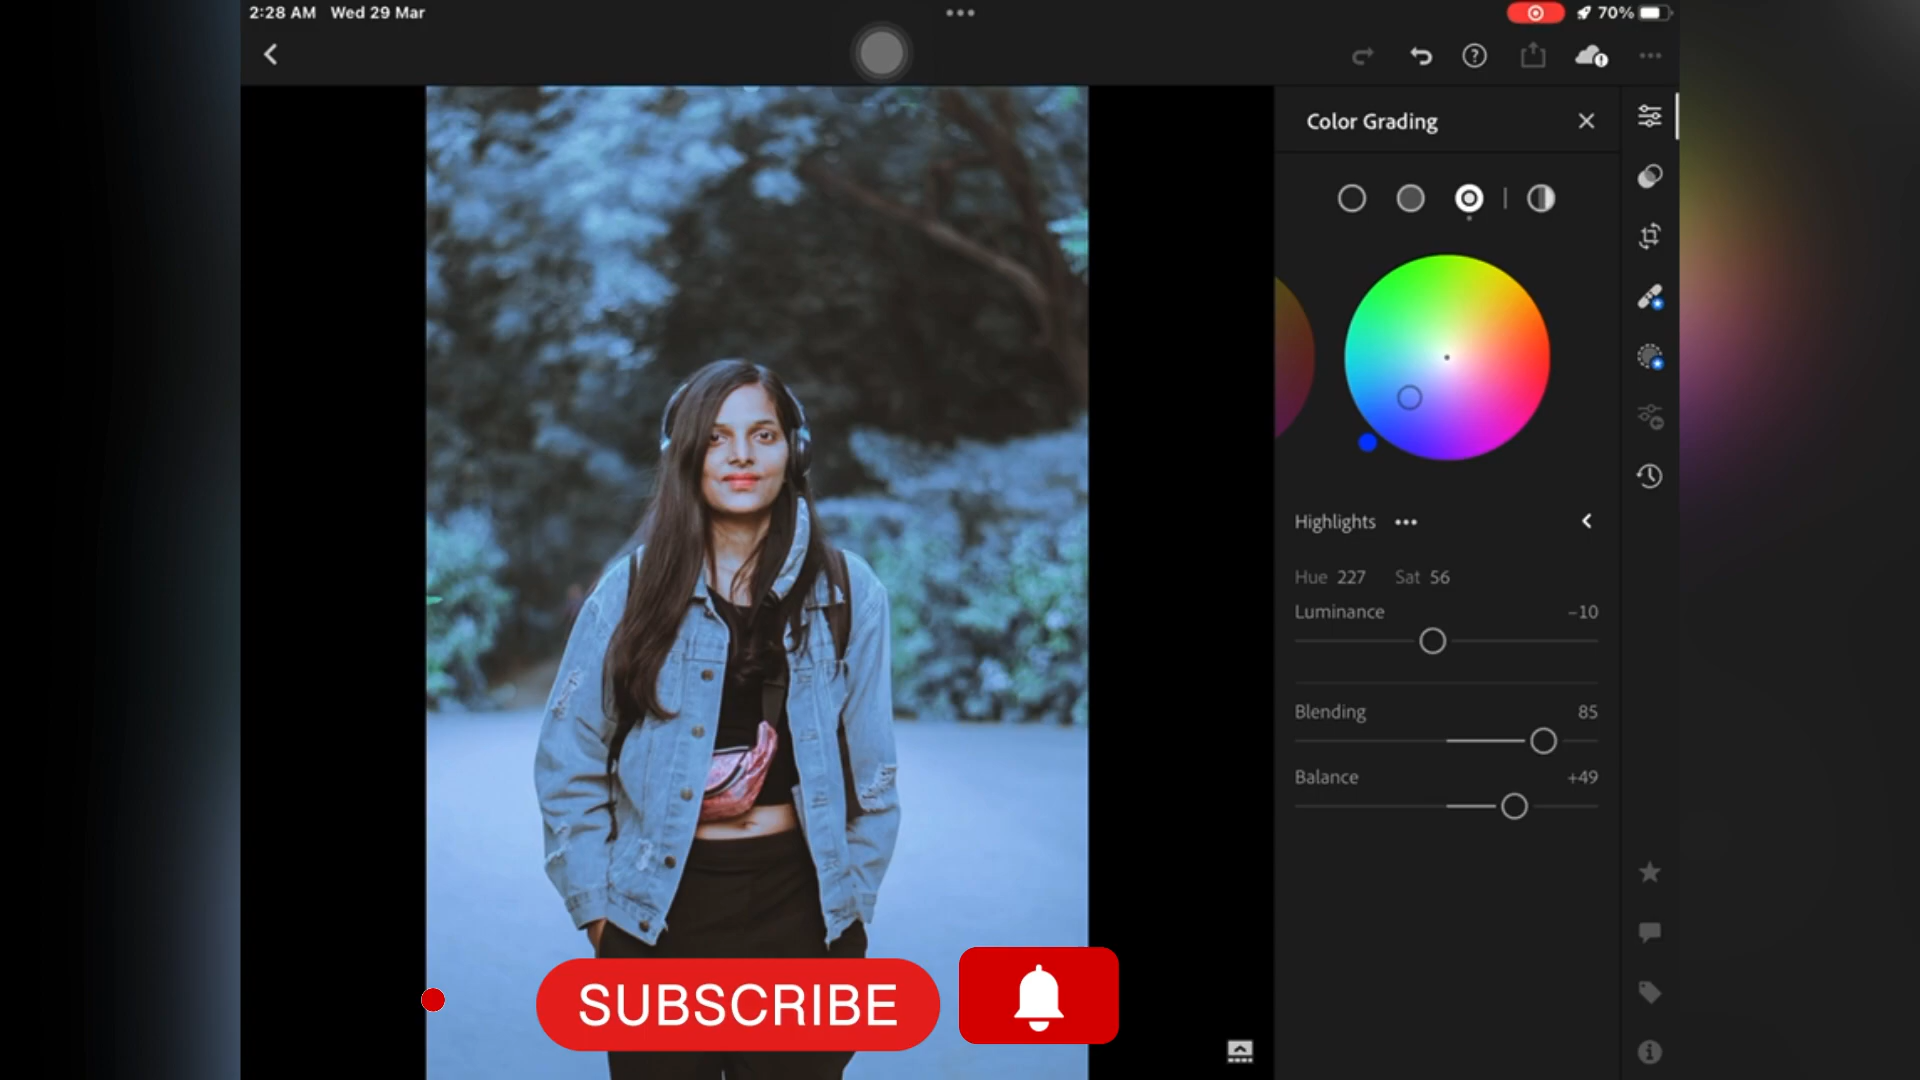 2:28 AM Wed 29 Mar
70%
Color Grading
Highlights
Hue 227 Sat 56
Luminance -10
Blending 85
Balance +49
SUBSCRIBE